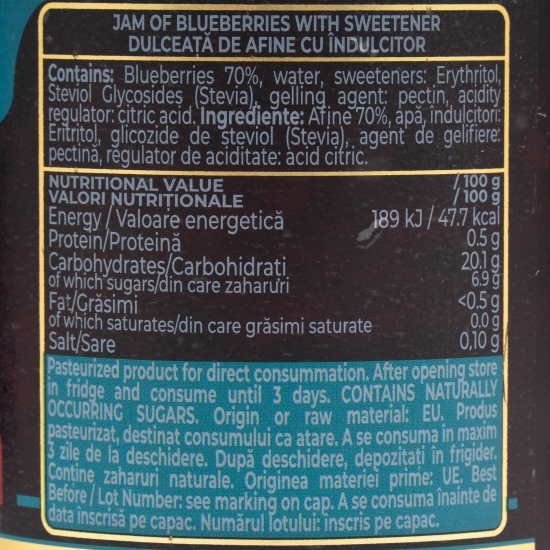 JAM OF BLUEBERRIES WITH SWEETENER
DULCEAȚĂ DE AFINE CU ÎNDULCITOR
Contains: Blueberries 70%, water, sweeteners: Erythritol,
Steviol Glycosides (Stevia), gelling agent: pectin, acidity
regulator: citric acid. Ingrediente: Afine 70%, apă, îndulcitori:
Eritritol, glicozide de steviol (Stevia), agent de gelifiere:
pectină, regulator de aciditate: acid citric.
NUTRITIONAL VALUE / 100 g
VALORI NUTRITIONALE / 100 g
Energy / Valoare energetică 189 kJ / 47.7 kcal
Protein/Proteină 0.5 g
Carbohydrates/Carbohidrati 20.1 g
of which sugars/din care zaharuri 6.9 g
Fat/Grăsimi <0.5 g
of which saturates/din care grăsimi saturate 0.0 g
Salt/Sare 0,10 g
Pasteurized product for direct consummation. After opening store
in fridge and consume until 3 days. CONTAINS NATURALLY
OCCURRING SUGARS. Origin or raw material: EU. Produs
pasteurizat, destinat consumului ca atare. A se consuma în maxim
3 zile de la deschidere. După deschidere, depozitati în frigider.
Conține zaharuri naturale. Originea materiei prime: UE. Best
Before / Lot Number: see marking on cap. A se consuma înainte de
data înscrisă pe capac. Numărul lotului: înscris pe capac.